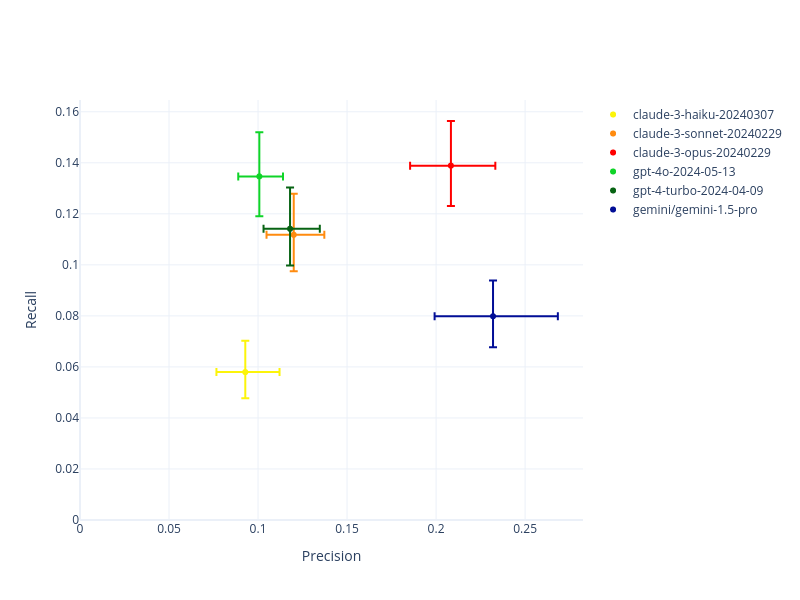 0.16
0.14
0.12
0.1
0.08
0.06
0.04
0.02
0
Recall
0 0.05 0.1 0.15 0.2 0.25
Precision
claude-3-haiku-20240307
claude-3-sonnet-20240229
claude-3-opus-20240229
gpt-4o-2024-05-13
gpt-4-turbo-2024-04-09
gemini/gemini-1.5-pro